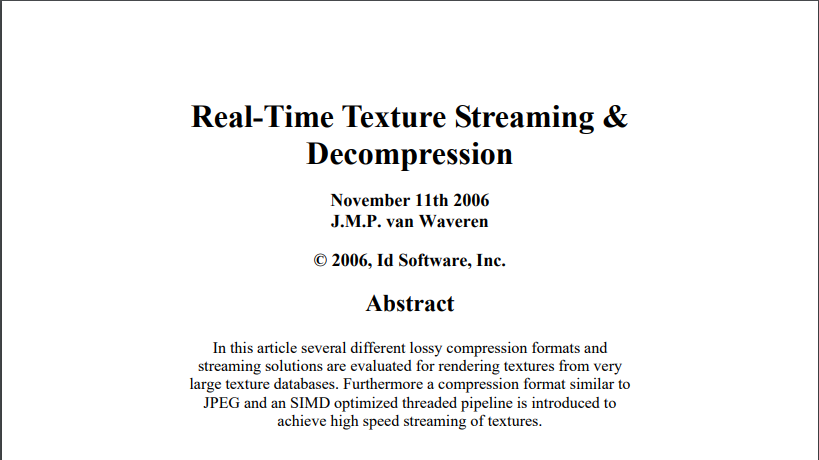 Real-Time Texture Streaming &
Decompression
November 11th 2006
J.M.P. van Waveren
© 2006, Id Software, Inc.
Abstract
In this article several different lossy compression formats and
streaming solutions are evaluated for rendering textures from very
large texture databases. Furthermore a compression format similar to
JPEG and an SIMD optimized threaded pipeline is introduced to
achieve high speed streaming of textures.